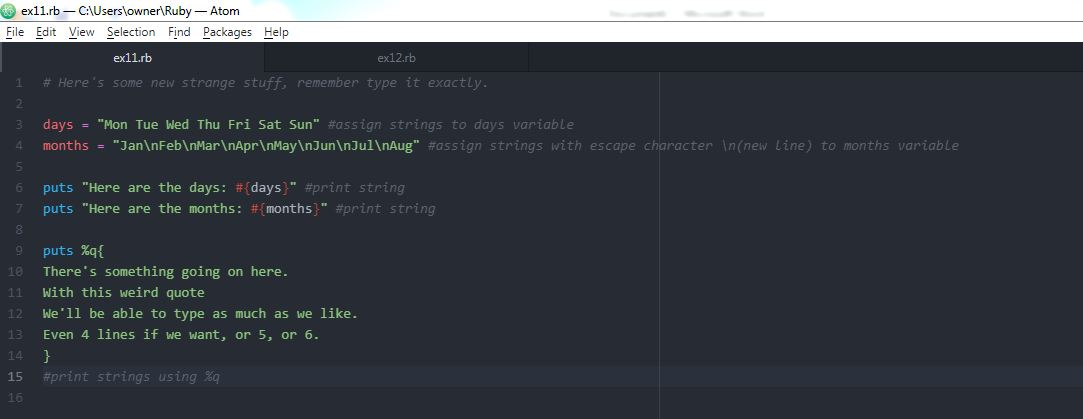 ex11.rb — C:\Users\owner\Ruby — Atom
File Edit View Selection Find Packages Help
ex11.rb ex12.rb
1 # Here's some new strange stuff, remember type it exactly.
2
3 days = "Mon Tue Wed Thu Fri Sat Sun" #assign strings to days variable
4 months = "Jan\nFeb\nMar\nApr\nMay\nJun\nJul\nAug" #assign strings with escape character \n(new line) to months variable
5
6 puts "Here are the days: #{days}" #print string
7 puts "Here are the months: #{months}" #print string
8
9 puts %q{
10 There's something going on here.
11 With this weird quote
12 We'll be able to type as much as we like.
13 Even 4 lines if we want, or 5, or 6.
14 }
15 #print strings using %q
16